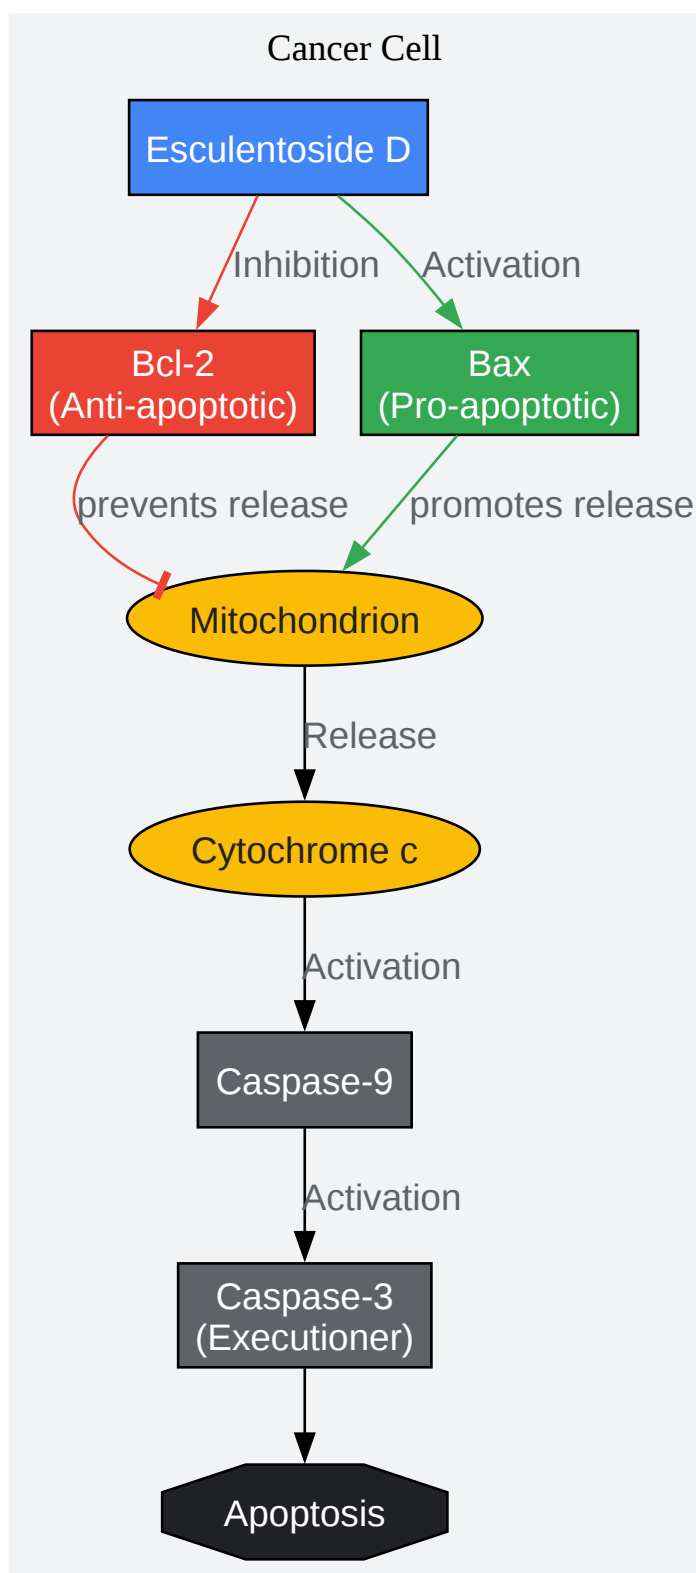 Cancer Cell
Esculentoside D
Inhibition
Activation
Bcl-2
(Anti-apoptotic)
Bax
(Pro-apoptotic)
prevents release
promotes release
Mitochondrion
Release
Cytochrome c
Activation
Caspase-9
Activation
Caspase-3
(Executioner)
Apoptosis